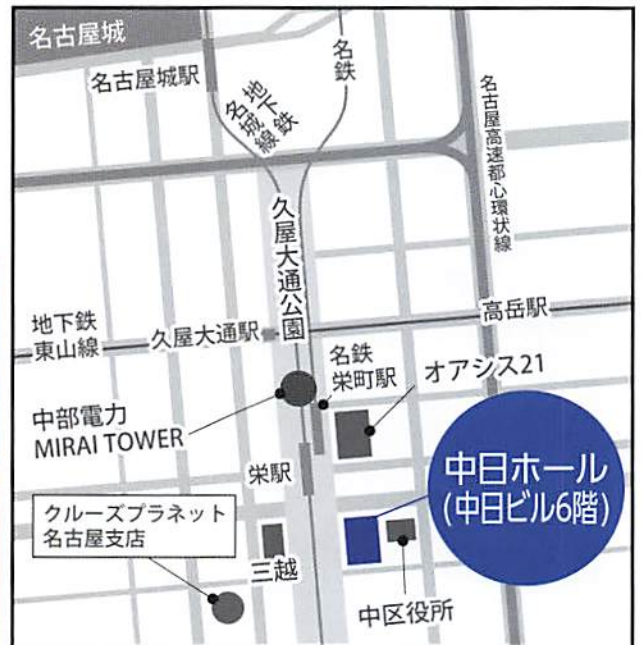 名古屋城
名古屋城駅
名鉄
地下鉄
名城線
名古屋高速都心環状線
久屋大通公園
地下鉄
東山線
久屋大通駅
高岳駅
名鉄
栄町駅
オアシス21
中部電力
MIRAI TOWER
中日ホール
(中日ビル6階)
栄駅
クルーズプラネット
名古屋支店
三越
中区役所